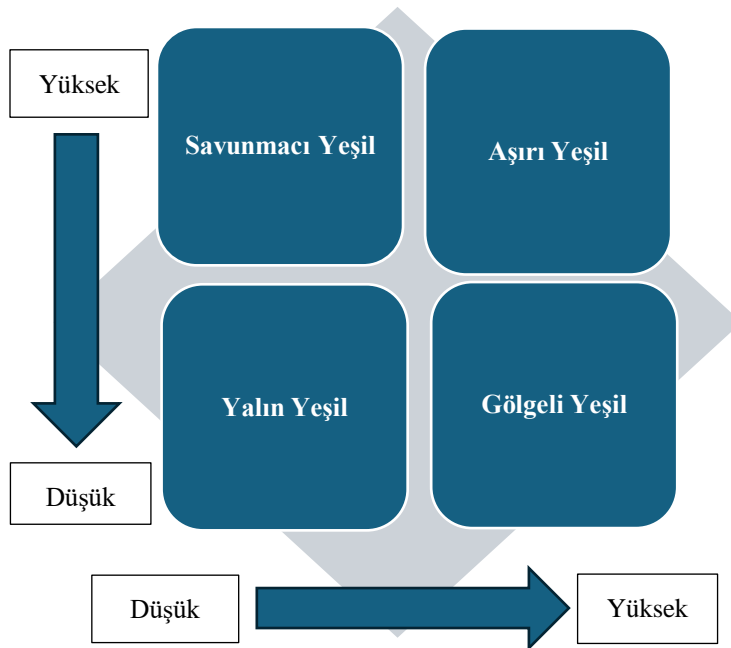 Yüksek
Savunmacı Yeşil
Aşırı Yeşil
Yalın Yeşil
Gölgeli Yeşil
Düşük
Düşük
Yüksek